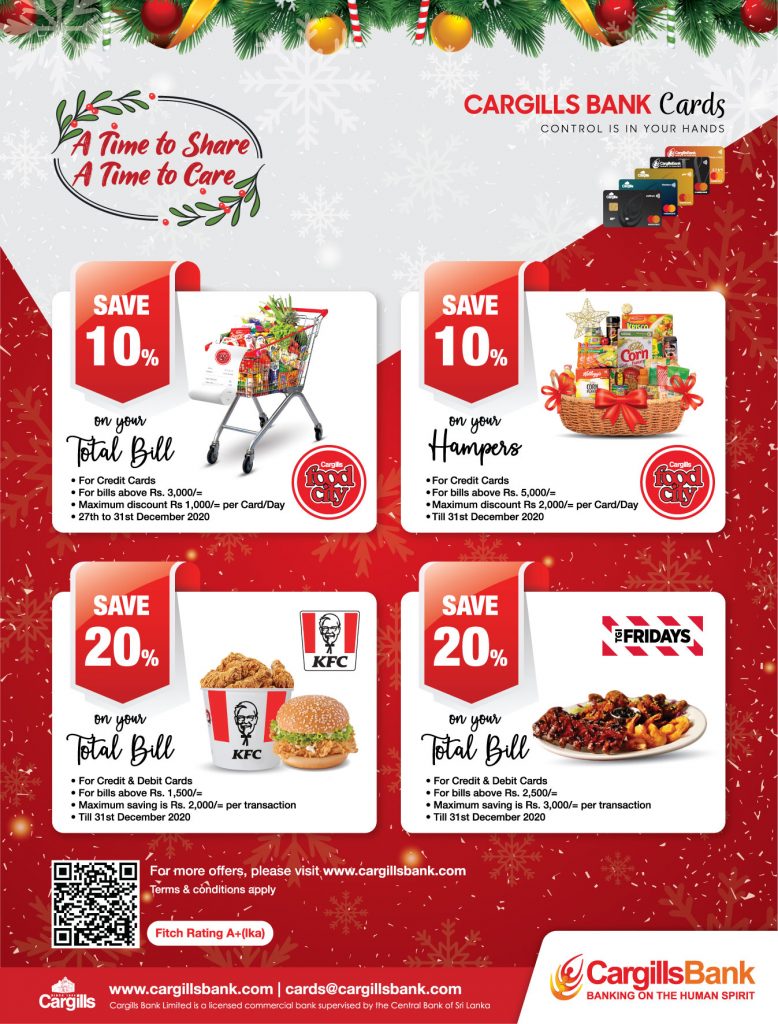 A Time to Share
A Time to Care
CARGILLS BANK Cards
CONTROL IS IN YOUR HANDS
SAVE
10%
on your
Total Bill
• For Credit Cards
• For bills above Rs. 3,000/=
• Maximum discount Rs 1,000/= per Card/Day
• 27th to 31st December 2020
Cargills
food
city
SAVE
10%
on your
Hampers
• For Credit Cards
• For bills above Rs. 5,000/=
• Maximum discount Rs 2,000/= per Card/Day
• Till 31st December 2020
Cargills
food
city
SAVE
20%
on your
Total Bill
KFC
KFC
• For Credit & Debit Cards
• For bills above Rs. 1,500/=
• Maximum saving is Rs. 2,000/= per transaction
• Till 31st December 2020
SAVE
20%
on your
Total Bill
TGI FRIDAYS
• For Credit & Debit Cards
• For bills above Rs. 2,500/=
• Maximum saving is Rs. 3,000/= per transaction
• Till 31st December 2020
For more offers, please visit www.cargillsbank.com
Terms & conditions apply
Fitch Rating A+(lka)
Cargills
www.cargillsbank.com | cards@cargillsbank.com
Cargills Bank Limited is a licensed commercial bank supervised by the Central Bank of Sri Lanka
CargillsBank
BANKING ON THE HUMAN SPIRIT